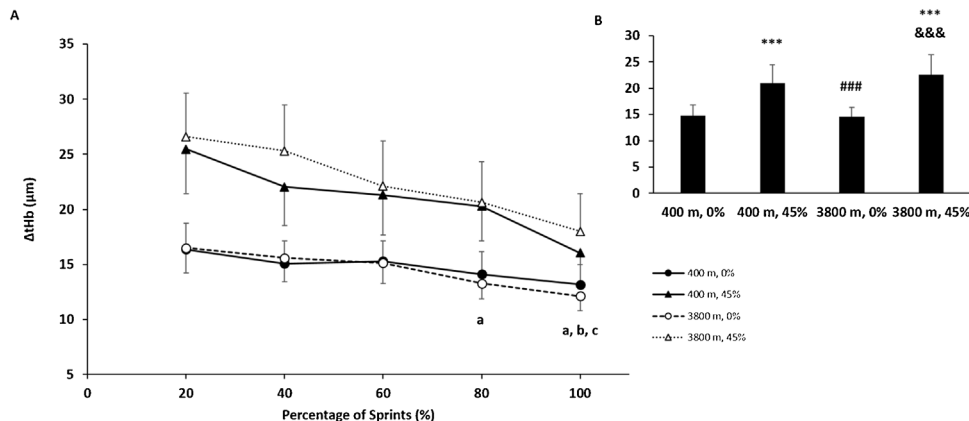 A
ΔtHb (μm)
35
30
25
20
15
10
5
0
20
40
60
80
100
a
a, b, c
Percentage of Sprints (%)
B
30
25
20
15
10
5
0
***
###
***
&&&
400 m, 0%
400 m, 45%
3800 m, 0%
3800 m, 45%
400 m, 0%
400 m, 45%
3800 m, 0%
3800 m, 45%